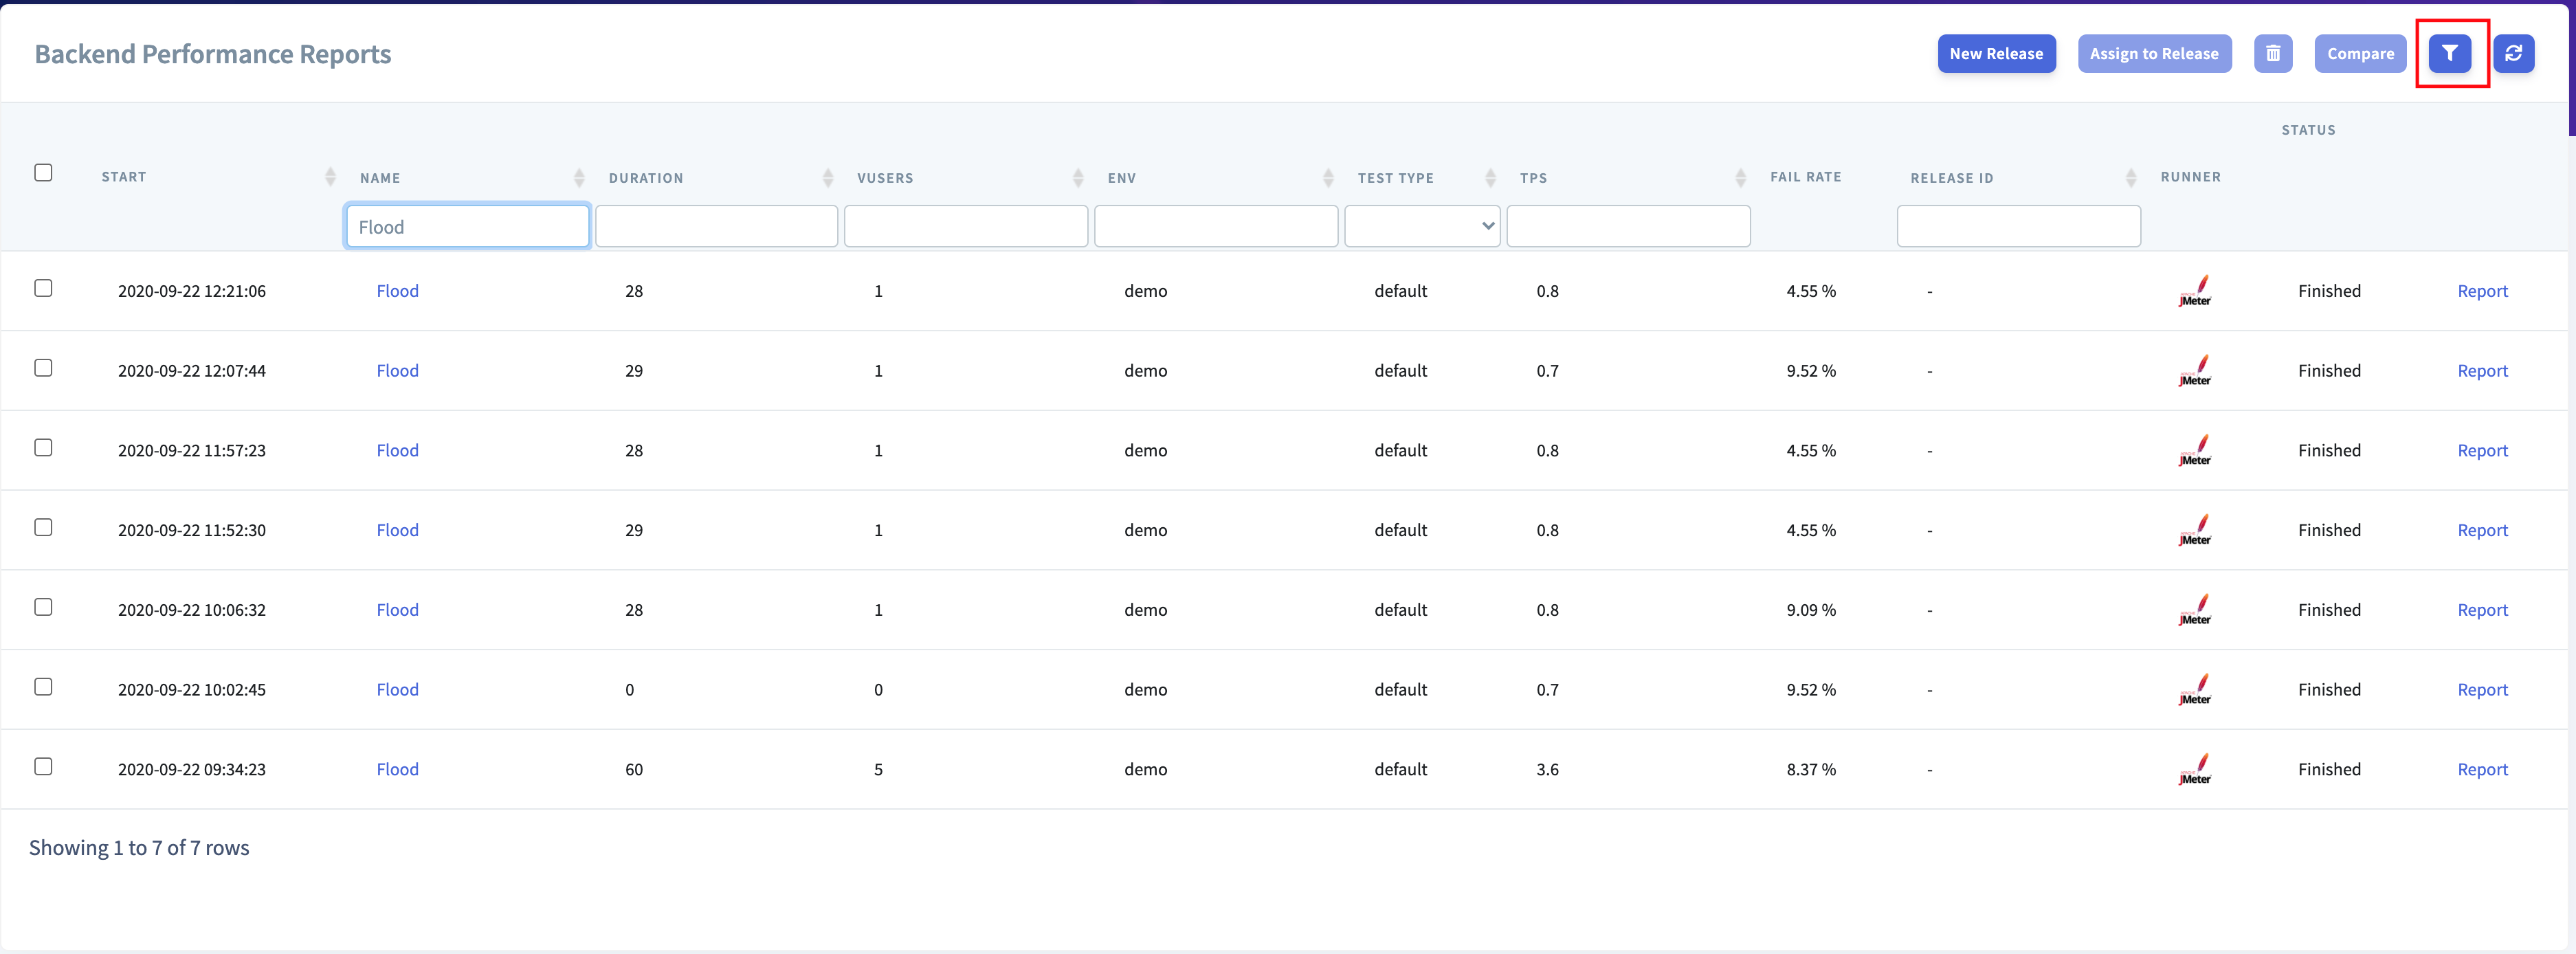 Backend Performance Reports
New Release Assign to Release Compare
STATUS
START NAME DURATION VUSERS ENV TEST TYPE TPS FAIL RATE RELEASE ID RUNNER
Flood
2020-09-22 12:21:06 Flood 28 1 demo default 0.8 4.55 % - APACHE JMeter Finished Report
2020-09-22 12:07:44 Flood 29 1 demo default 0.7 9.52 % - APACHE JMeter Finished Report
2020-09-22 11:57:23 Flood 28 1 demo default 0.8 4.55 % - APACHE JMeter Finished Report
2020-09-22 11:52:30 Flood 29 1 demo default 0.8 4.55 % - APACHE JMeter Finished Report
2020-09-22 10:06:32 Flood 28 1 demo default 0.8 9.09 % - APACHE JMeter Finished Report
2020-09-22 10:02:45 Flood 0 0 demo default 0.7 9.52 % - APACHE JMeter Finished Report
2020-09-22 09:34:23 Flood 60 5 demo default 3.6 8.37 % - APACHE JMeter Finished Report
Showing 1 to 7 of 7 rows